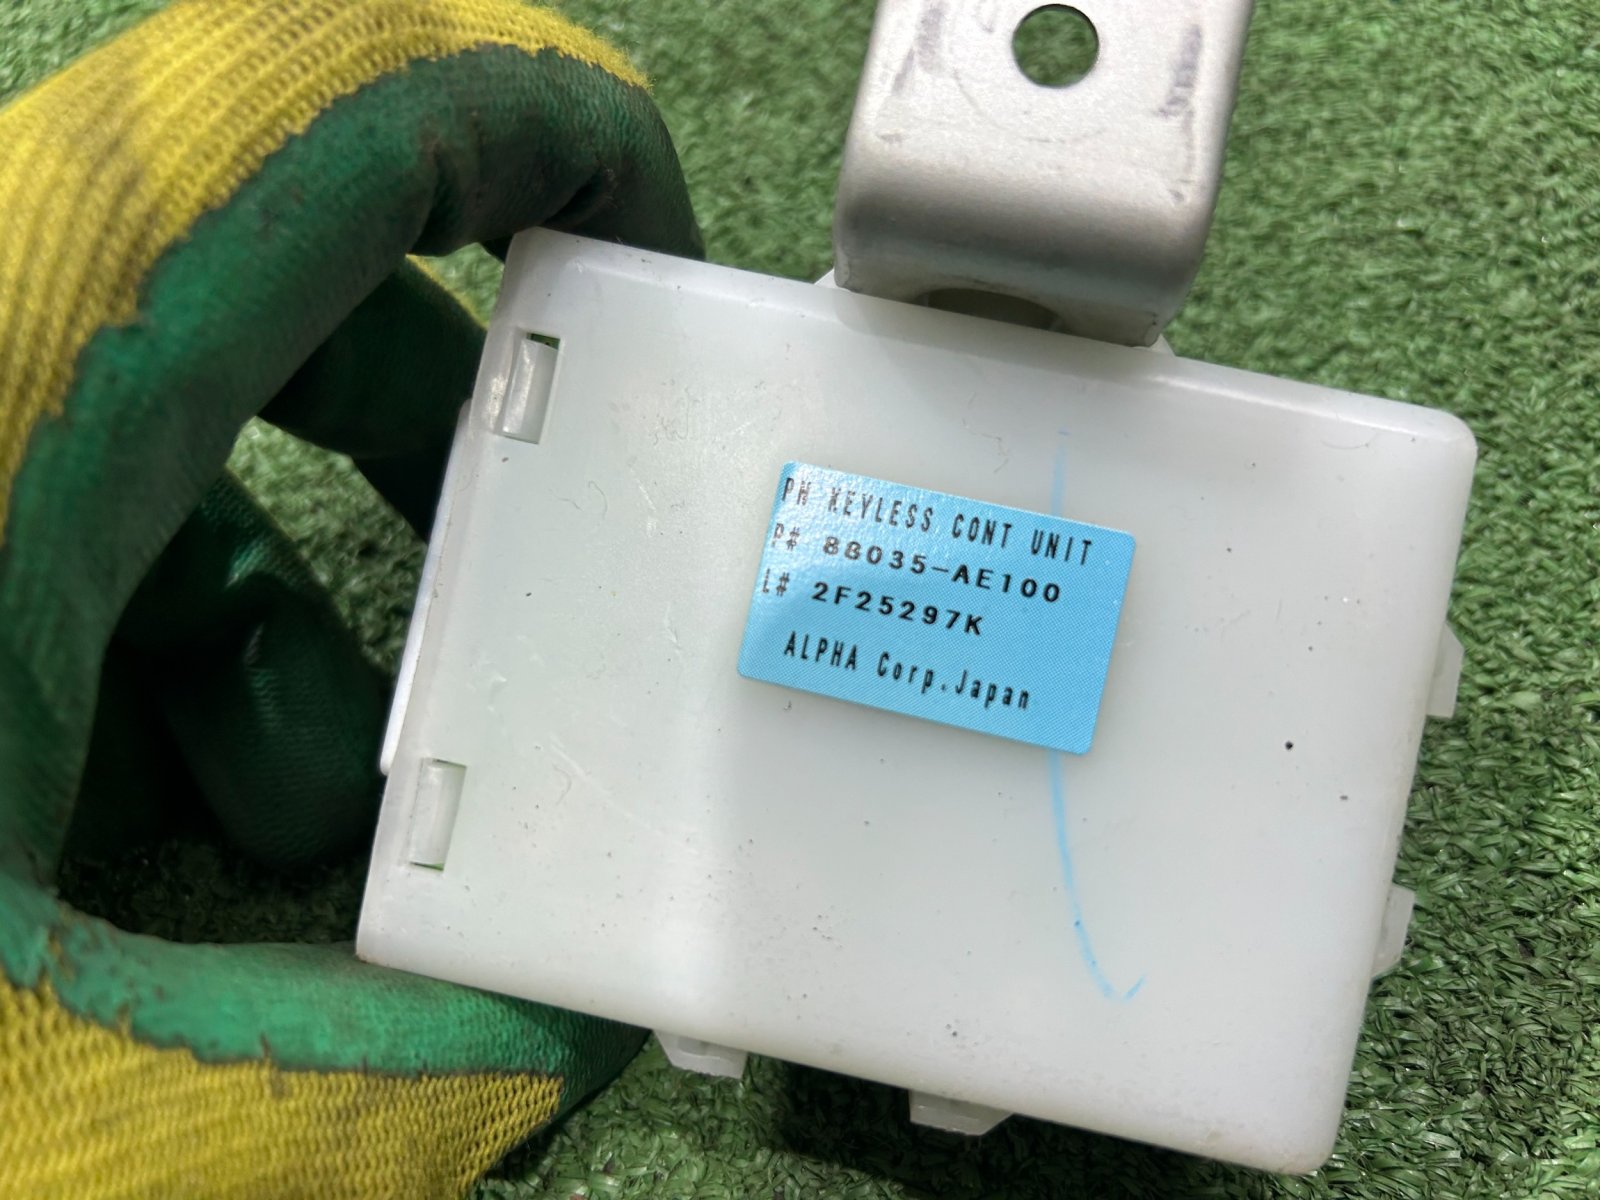 PH KEYLESS CONT UNIT
P# 88035-AE100
L# 2F25297K
ALPHA Corp.Japan